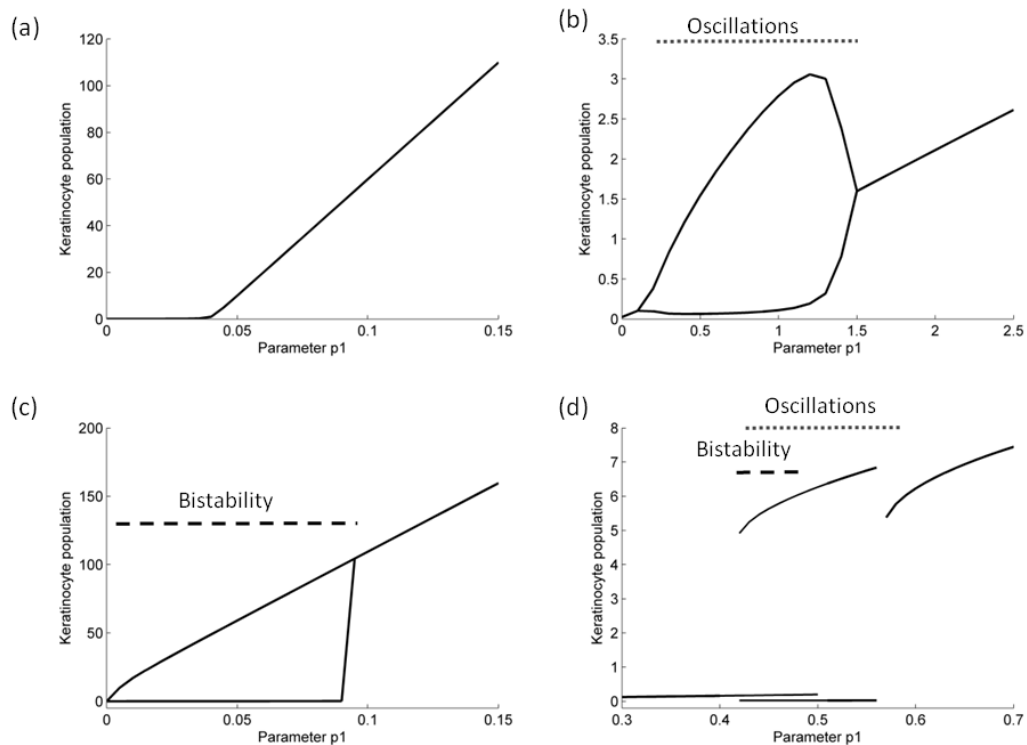 (a)
120
100
80
60
40
20
0
Keratinocyte population
0 0.05 0.1 0.15
Parameter p1
(b)
Oscillations
3.5
3
2.5
2
1.5
1
0.5
0
Keratinocyte population
0 0.5 1 1.5 2 2.5
Parameter p1
(c)
200
150
100
50
0
Keratinocyte population
Bistability
0 0.05 0.1 0.15
Parameter p1
(d)
Oscillations
Bistability
8
7
6
5
4
3
2
1
0
Keratinocyte population
0.3 0.4 0.5 0.6 0.7
Parameter p1